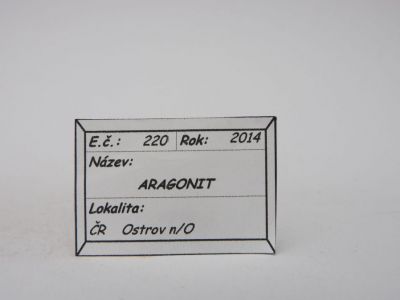 E.č.: 220 Rok: 2014
Název:
ARAGONIT
Lokalita:
ČR Ostrov n/O